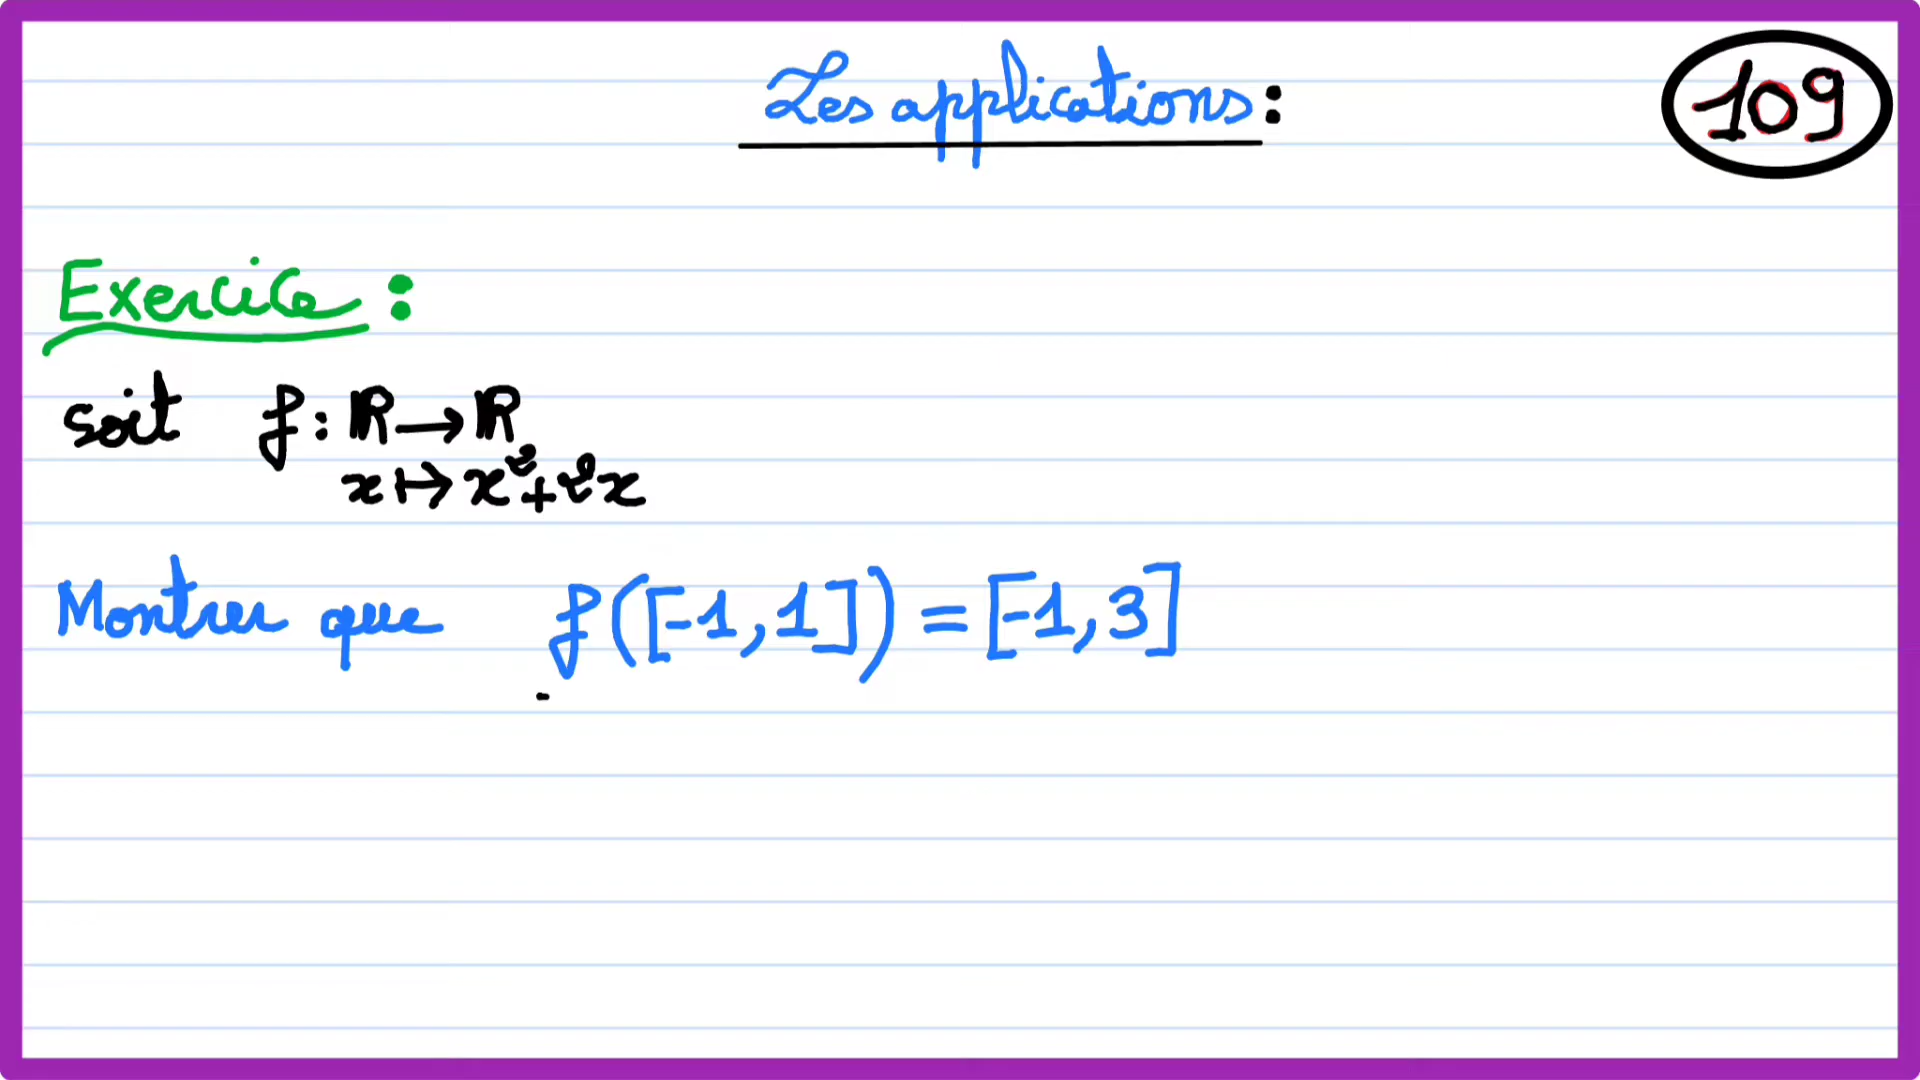 Les applications:
109
Exercice:
soit f: ℝ→ℝ
x↦x²+2x
Montrer que f([-1,1])=[-1,3]